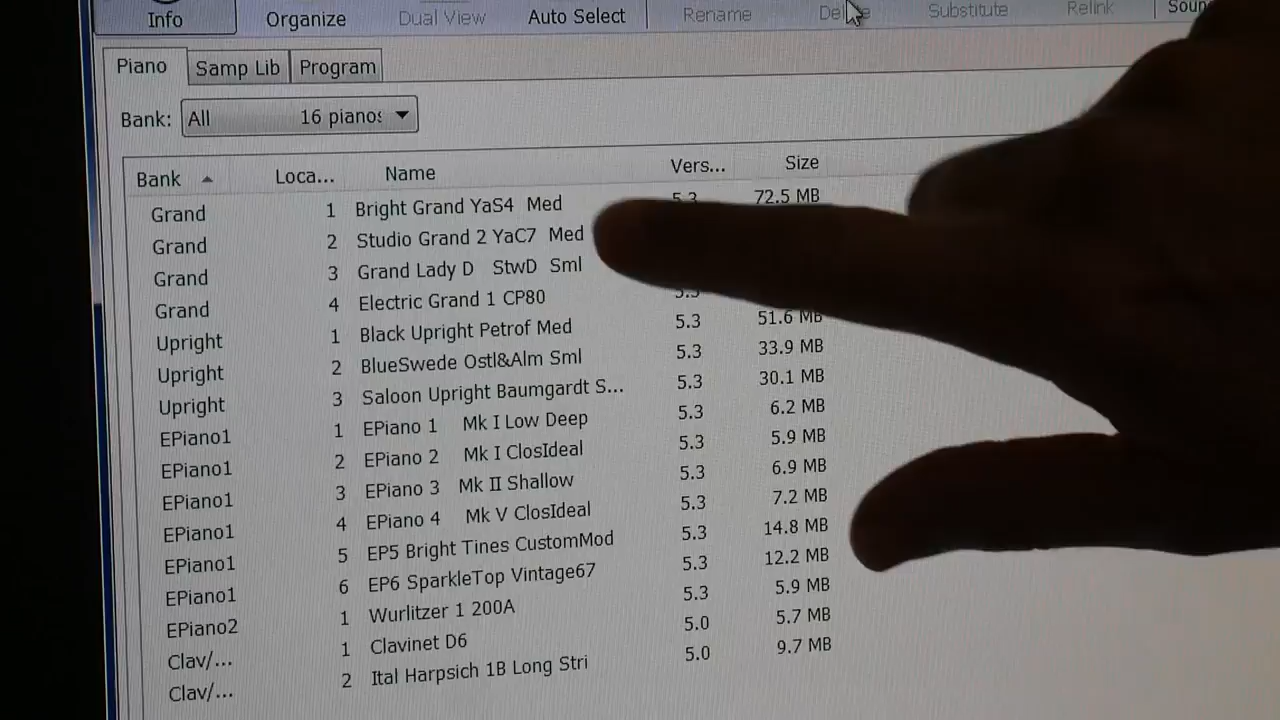 Info Organize Dual View Auto Select Rename Substitute Relink
Piano Samp Lib Program
Bank: All 16 pianos
Bank Loca... Name Vers... Size
Grand 1 Bright Grand YaS4 Med 5.3 72.5 MB
Grand 2 Studio Grand 2 YaC7 Med
Grand 3 Grand Lady D StwD Sml
Grand 4 Electric Grand 1 CP80 5.3
Upright 1 Black Upright Petrof Med 5.3 51.6 MB
Upright 2 BlueSwede Ostl&Alm Sml 5.3 33.9 MB
Upright 3 Saloon Upright Baumgardt S... 5.3 30.1 MB
EPiano1 1 EPiano 1 Mk I Low Deep 5.3 6.2 MB
EPiano1 2 EPiano 2 Mk I ClosIdeal 5.3 5.9 MB
EPiano1 3 EPiano 3 Mk II Shallow 5.3 6.9 MB
EPiano1 4 EPiano 4 Mk V ClosIdeal 5.3 7.2 MB
EPiano1 5 EP5 Bright Tines CustomMod 5.3 14.8 MB
EPiano1 6 EP6 SparkleTop Vintage67 5.3 12.2 MB
EPiano2 1 Wurlitzer 1 200A 5.3 5.9 MB
Clav/... 1 Clavinet D6 5.0 5.7 MB
Clav/... 2 Ital Harpsich 1B Long Stri 5.0 9.7 MB